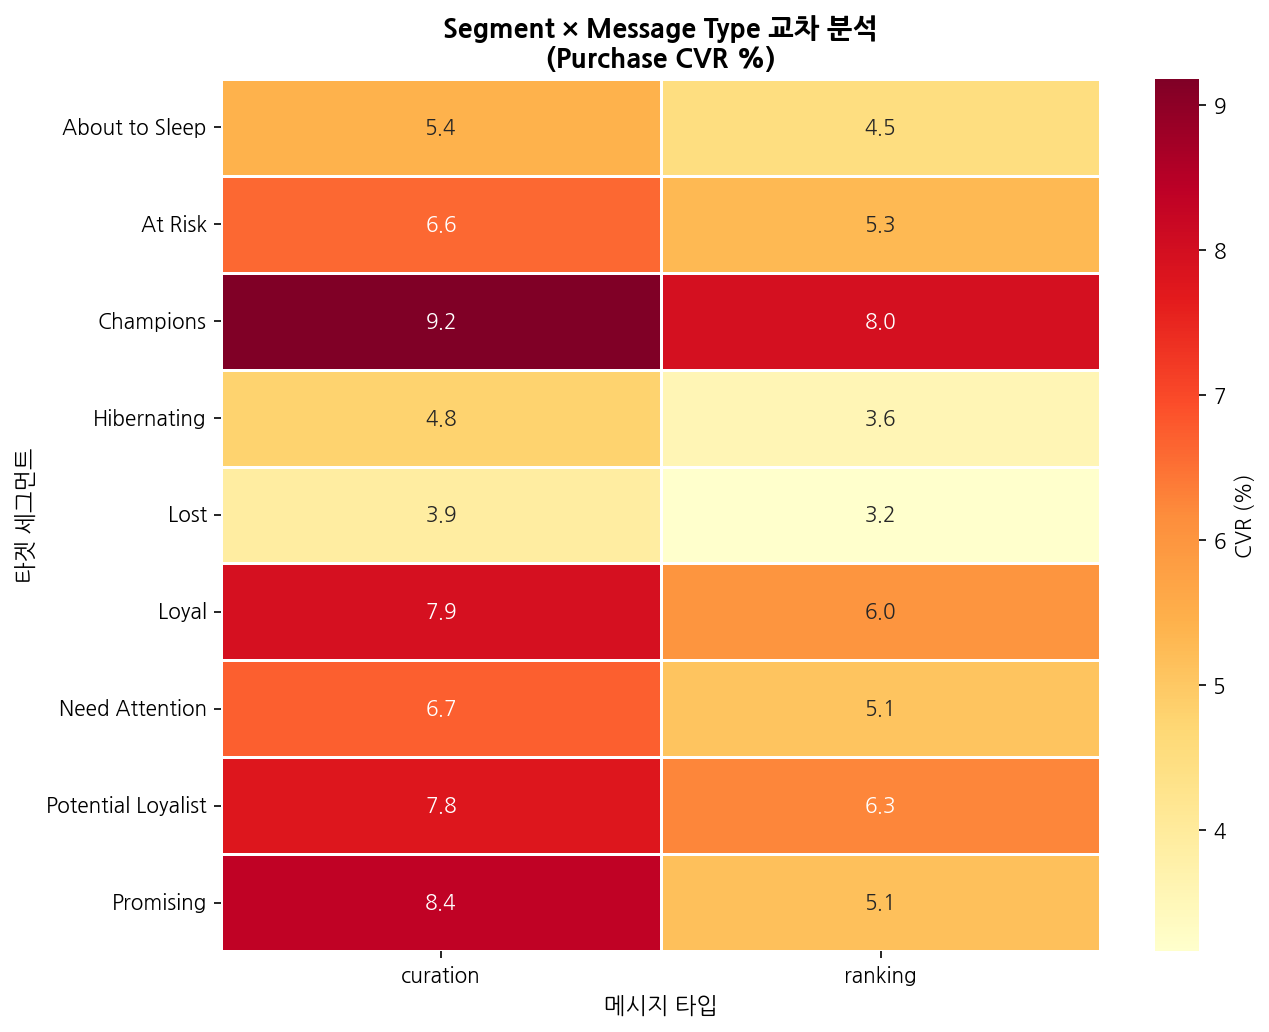 Segment × Message Type 교차 분석
(Purchase CVR %)
타겟 세그먼트
About to Sleep 5.4 4.5
At Risk 6.6 5.3
Champions 9.2 8.0
Hibernating 4.8 3.6
Lost 3.9 3.2
Loyal 7.9 6.0
Need Attention 6.7 5.1
Potential Loyalist 7.8 6.3
Promising 8.4 5.1
curation ranking
메시지 타입
9
8
7
6
5
4
CVR (%)